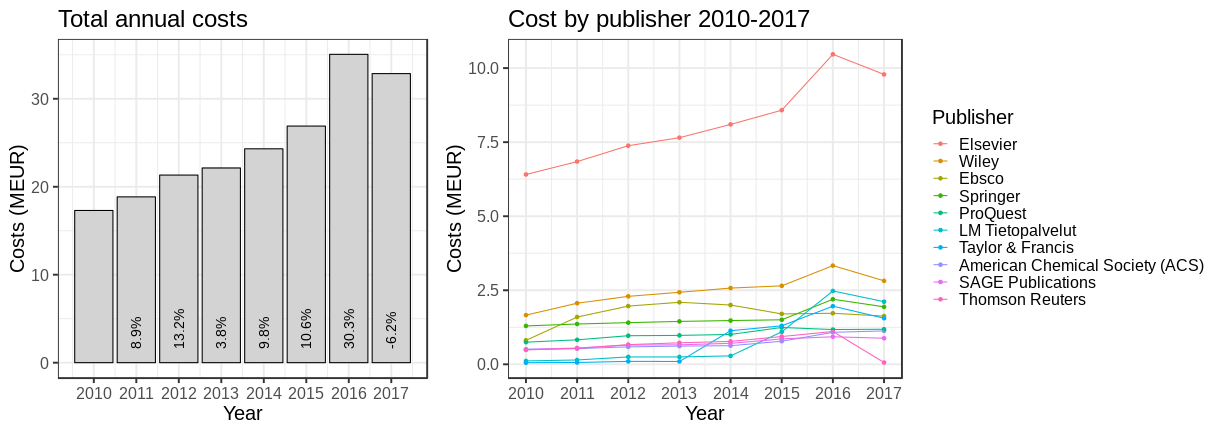 Total annual costs
Costs (MEUR)
30
20
10
0
8.9%
13.2%
3.8%
9.8%
10.6%
30.3%
-6.2%
2010 2011 2012 2013 2014 2015 2016 2017
Year
Cost by publisher 2010-2017
Costs (MEUR)
10.0
7.5
5.0
2.5
0.0
2010 2011 2012 2013 2014 2015 2016 2017
Year
Publisher
Elsevier
Wiley
Ebsco
Springer
ProQuest
LM Tietopalvelut
Taylor & Francis
American Chemical Society (ACS)
SAGE Publications
Thomson Reuters